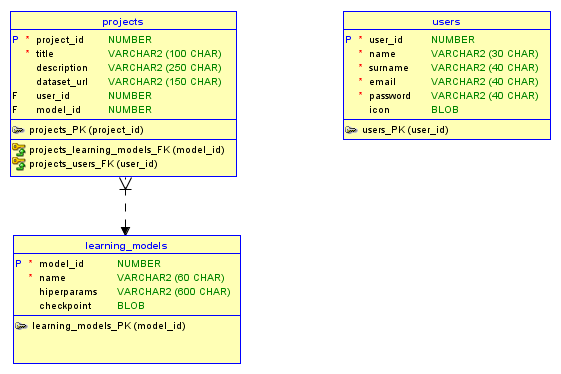 projects
P * project_id NUMBER
* title VARCHAR2 (100 CHAR)
description VARCHAR2 (250 CHAR)
dataset_url VARCHAR2 (150 CHAR)
F user_id NUMBER
F model_id NUMBER
projects_PK (project_id)
projects_learning_models_FK (model_id)
projects_users_FK (user_id)
users
P * user_id NUMBER
* name VARCHAR2 (30 CHAR)
* surname VARCHAR2 (40 CHAR)
* email VARCHAR2 (40 CHAR)
* password VARCHAR2 (40 CHAR)
icon BLOB
users_PK (user_id)
learning_models
P * model_id NUMBER
* name VARCHAR2 (60 CHAR)
hiperparams VARCHAR2 (600 CHAR)
checkpoint BLOB
learning_models_PK (model_id)